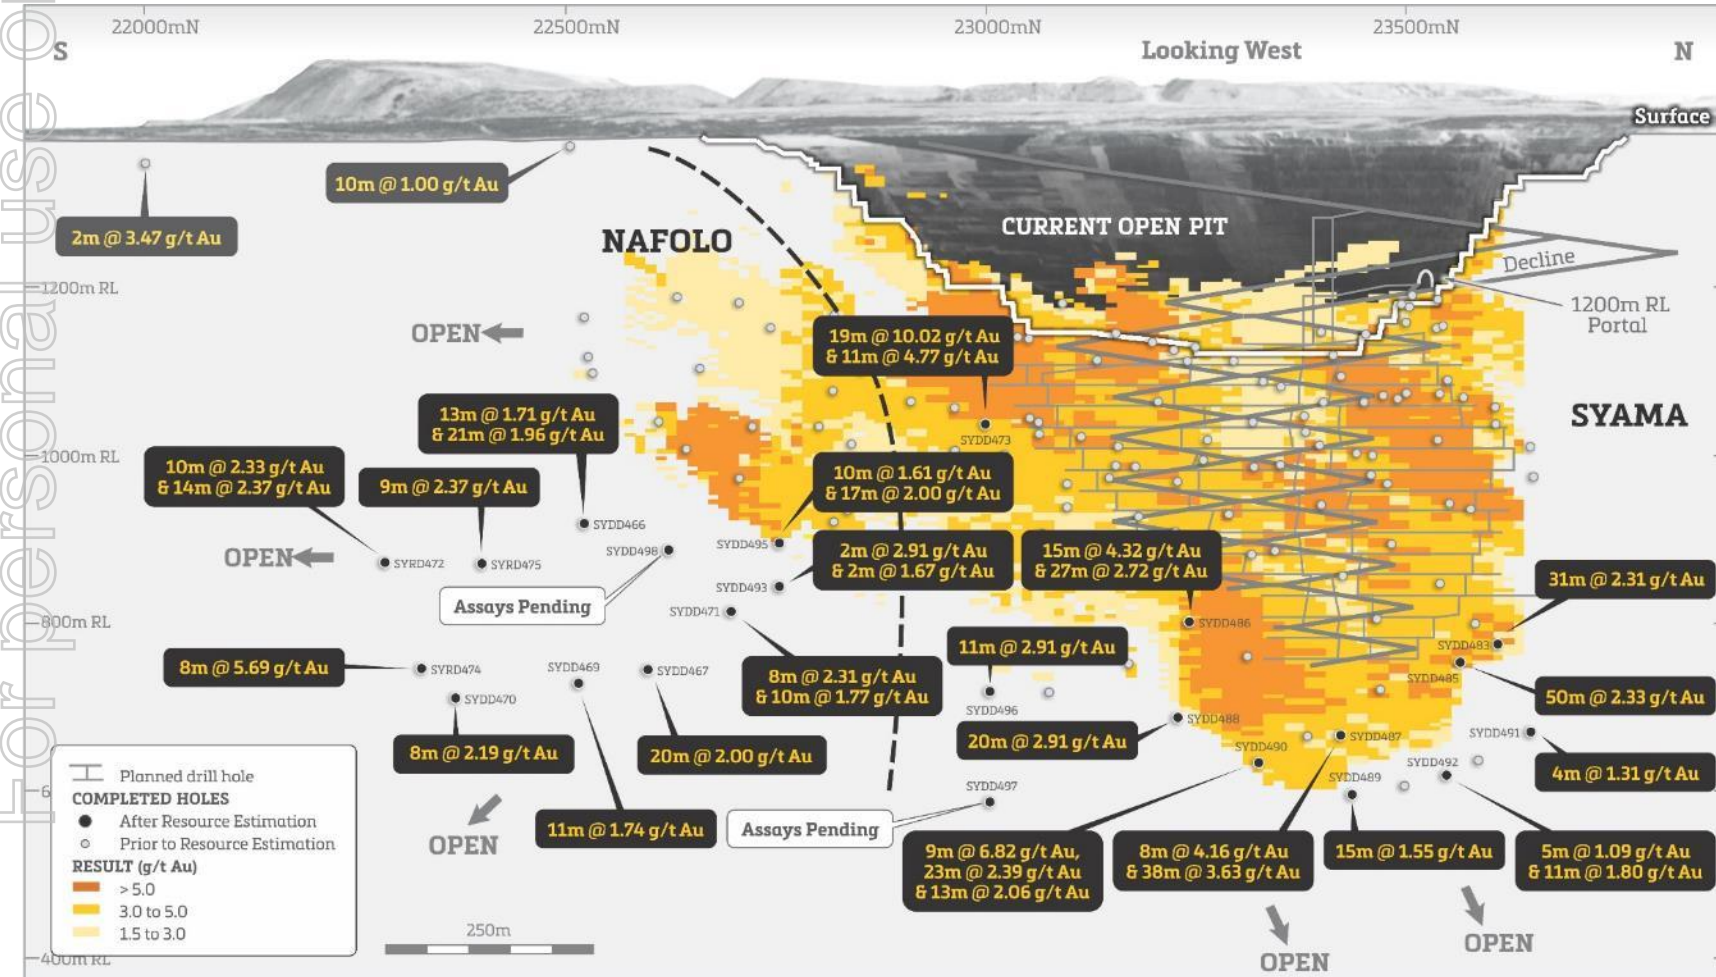 For personal use o
22000mN
22500mN
23000mN
23500mN
S
Looking West
N
Surface
10m @ 1.00 g/t Au
2m @ 3.47 g/t Au
NAFOLO
CURRENT OPEN PIT
Decline
1200m RL
1200m RL
Portal
OPEN
19m @ 10.02 g/t Au
& 11m @ 4.77 g/t Au
SYDD473
SYAMA
13m @ 1.71 g/t Au
& 21m @ 1.96 g/t Au
1000m RL
10m @ 2.33 g/t Au
& 14m @ 2.37 g/t Au
9m @ 2.37 g/t Au
10m @ 1.61 g/t Au
& 17m @ 2.00 g/t Au
SYDD466
SYDD498
SYDD495
OPEN
SYRD472
SYRD475
2m @ 2.91 g/t Au
& 2m @ 1.67 g/t Au
15m @ 4.32 g/t Au
& 27m @ 2.72 g/t Au
31m @ 2.31 g/t Au
SYDD493
Assays Pending
SYDD471
800m RL
SYDD486
SYDD483
11m @ 2.91 g/t Au
8m @ 5.69 g/t Au
SYRD474
SYDD469
SYDD467
SYDD485
8m @ 2.31 g/t Au
& 10m @ 1.77 g/t Au
50m @ 2.33 g/t Au
SYDD470
SYDD496
SYDD488
20m @ 2.91 g/t Au
SYDD487
SYDD491
8m @ 2.19 g/t Au
20m @ 2.00 g/t Au
SYDD490
SYDD492
4m @ 1.31 g/t Au
SYDD489
SYDD497
Planned drill hole
COMPLETED HOLES
6
After Resource Estimation
Prior to Resource Estimation
RESULT (g/t Au)
> 5.0
3.0 to 5.0
1.5 to 3.0
OPEN
11m @ 1.74 g/t Au
Assays Pending
9m @ 6.82 g/t Au,
23m @ 2.39 g/t Au
& 13m @ 2.06 g/t Au
8m @ 4.16 g/t Au
& 38m @ 3.63 g/t Au
15m @ 1.55 g/t Au
5m @ 1.09 g/t Au
& 11m @ 1.80 g/t Au
250m
OPEN
OPEN
400m RL